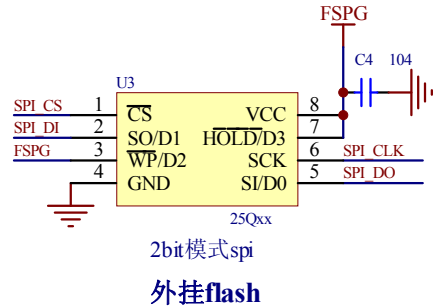 FSPG
C4 104
U3
SPI_CS 1 CS VCC 8
SPI_DI 2 SO/D1 HOLD/D3 7
FSPG 3 WP/D2 SCK 6 SPI_CLK
4 GND SI/D0 5 SPI_DO
25Qxx
2bit模式spi
外挂flash